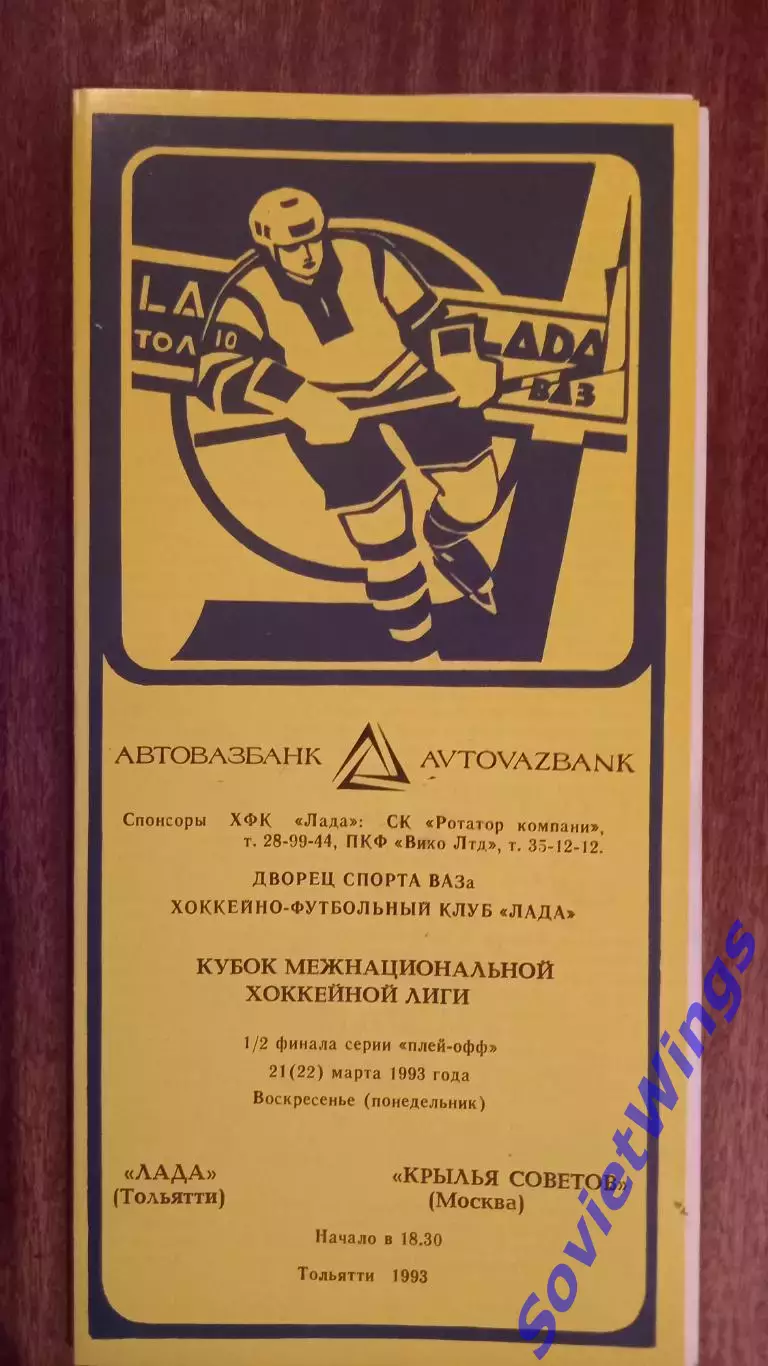 LA
ТОЛ
10
LADA
ВАЗ
АВТОВАЗБАНК AVTOVAZBANK
Спонсоры ХФК «Лада»: СК «Ротатор компани»,
т. 28-99-44, ПКФ «Вико Лтд», т. 35-12-12.
ДВОРЕЦ СПОРТА ВАЗа
ХОККЕЙНО-ФУТБОЛЬНЫЙ КЛУБ «ЛАДА»
КУБОК МЕЖНАЦИОНАЛЬНОЙ
ХОККЕЙНОЙ ЛИГИ
1/2 финала серии «плей-офф»
21(22) марта 1993 года
Воскресенье (понедельник)
«ЛАДА» «КРЫЛЬЯ СОВЕТОВ»
(Тольятти) (Москва)
Начало в 18.30
Тольятти 1993
SovietWings